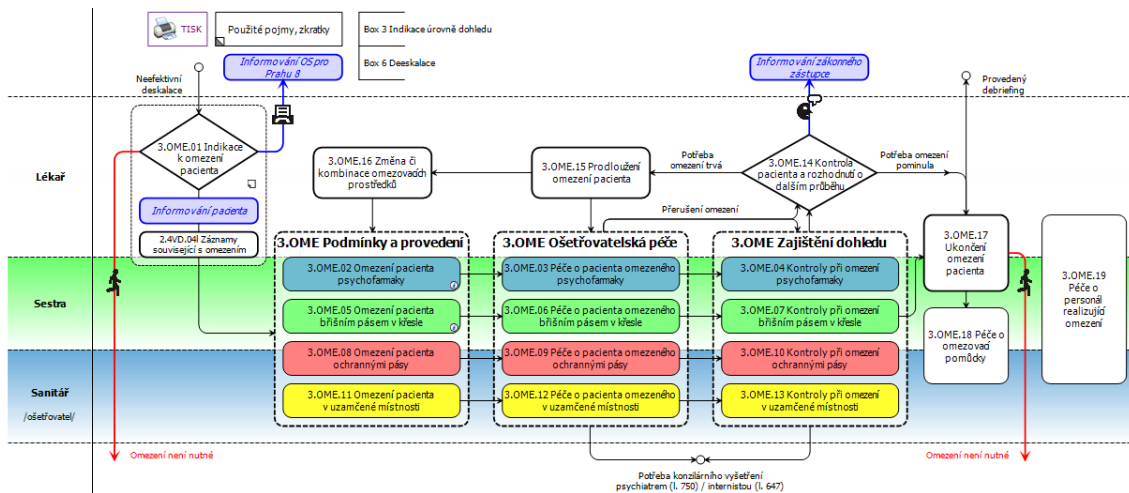 TISK
Použité pojmy, zkratky
Box 3 Indikace úrovně dohledu
Box 6 Deeskalace
Informování OS pro
Prahu 8
Informování zákonného
zástupce
Neefektivní
deskalace
Provedený
debriefing
Lékař
3.OME.01 Indikace
k omezení
pacienta
Informování pacienta
2.4VD.04l Záznamy
související s omezením
3.OME.16 Změna či
kombinace omezovacích
prostředků
3.OME.15 Prodloužení
omezení pacienta
Potřeba
omezení trvá
3.OME.14 Kontrola
pacienta a rozhodnutí o
dalším průběhu
Potřeba omezení
pominula
Přerušení omezení
3.OME Podmínky a provedení
3.OME Ošetřovatelská péče
3.OME Zajištění dohledu
3.OME.17
Ukončení
omezení
pacienta
3.OME.19
Péče o
personál
realizující
omezení
Sestra
3.OME.02 Omezení pacienta
psychofamaky
3.OME.03 Péče o pacienta omezeného
psychofamaky
3.OME.04 Kontroly při omezení
psychofamaky
3.OME.05 Omezení pacienta
břišním pásem v křesle
3.OME.06 Péče o pacienta omezeného
břišním pásem v křesle
3.OME.07 Kontroly při omezení
břišním pásem v křesle
3.OME.18 Péče o
omezovací
pomůcky
Sanitář
/ošetřovatel/
3.OME.08 Omezení pacienta
ochrannými pásy
3.OME.09 Péče o pacienta omezeného
ochrannými pásy
3.OME.10 Kontroly při omezení
ochrannými pásy
3.OME.11 Omezení pacienta
v uzamčené místnosti
3.OME.12 Péče o pacienta omezeného
v uzamčené místnosti
3.OME.13 Kontroly při omezení
v uzamčené místnosti
Omezení není nutné
Omezení není nutné
Potřeba konzilárního vyšetření
psychiatrem (l. 750) / internistou (l. 647)